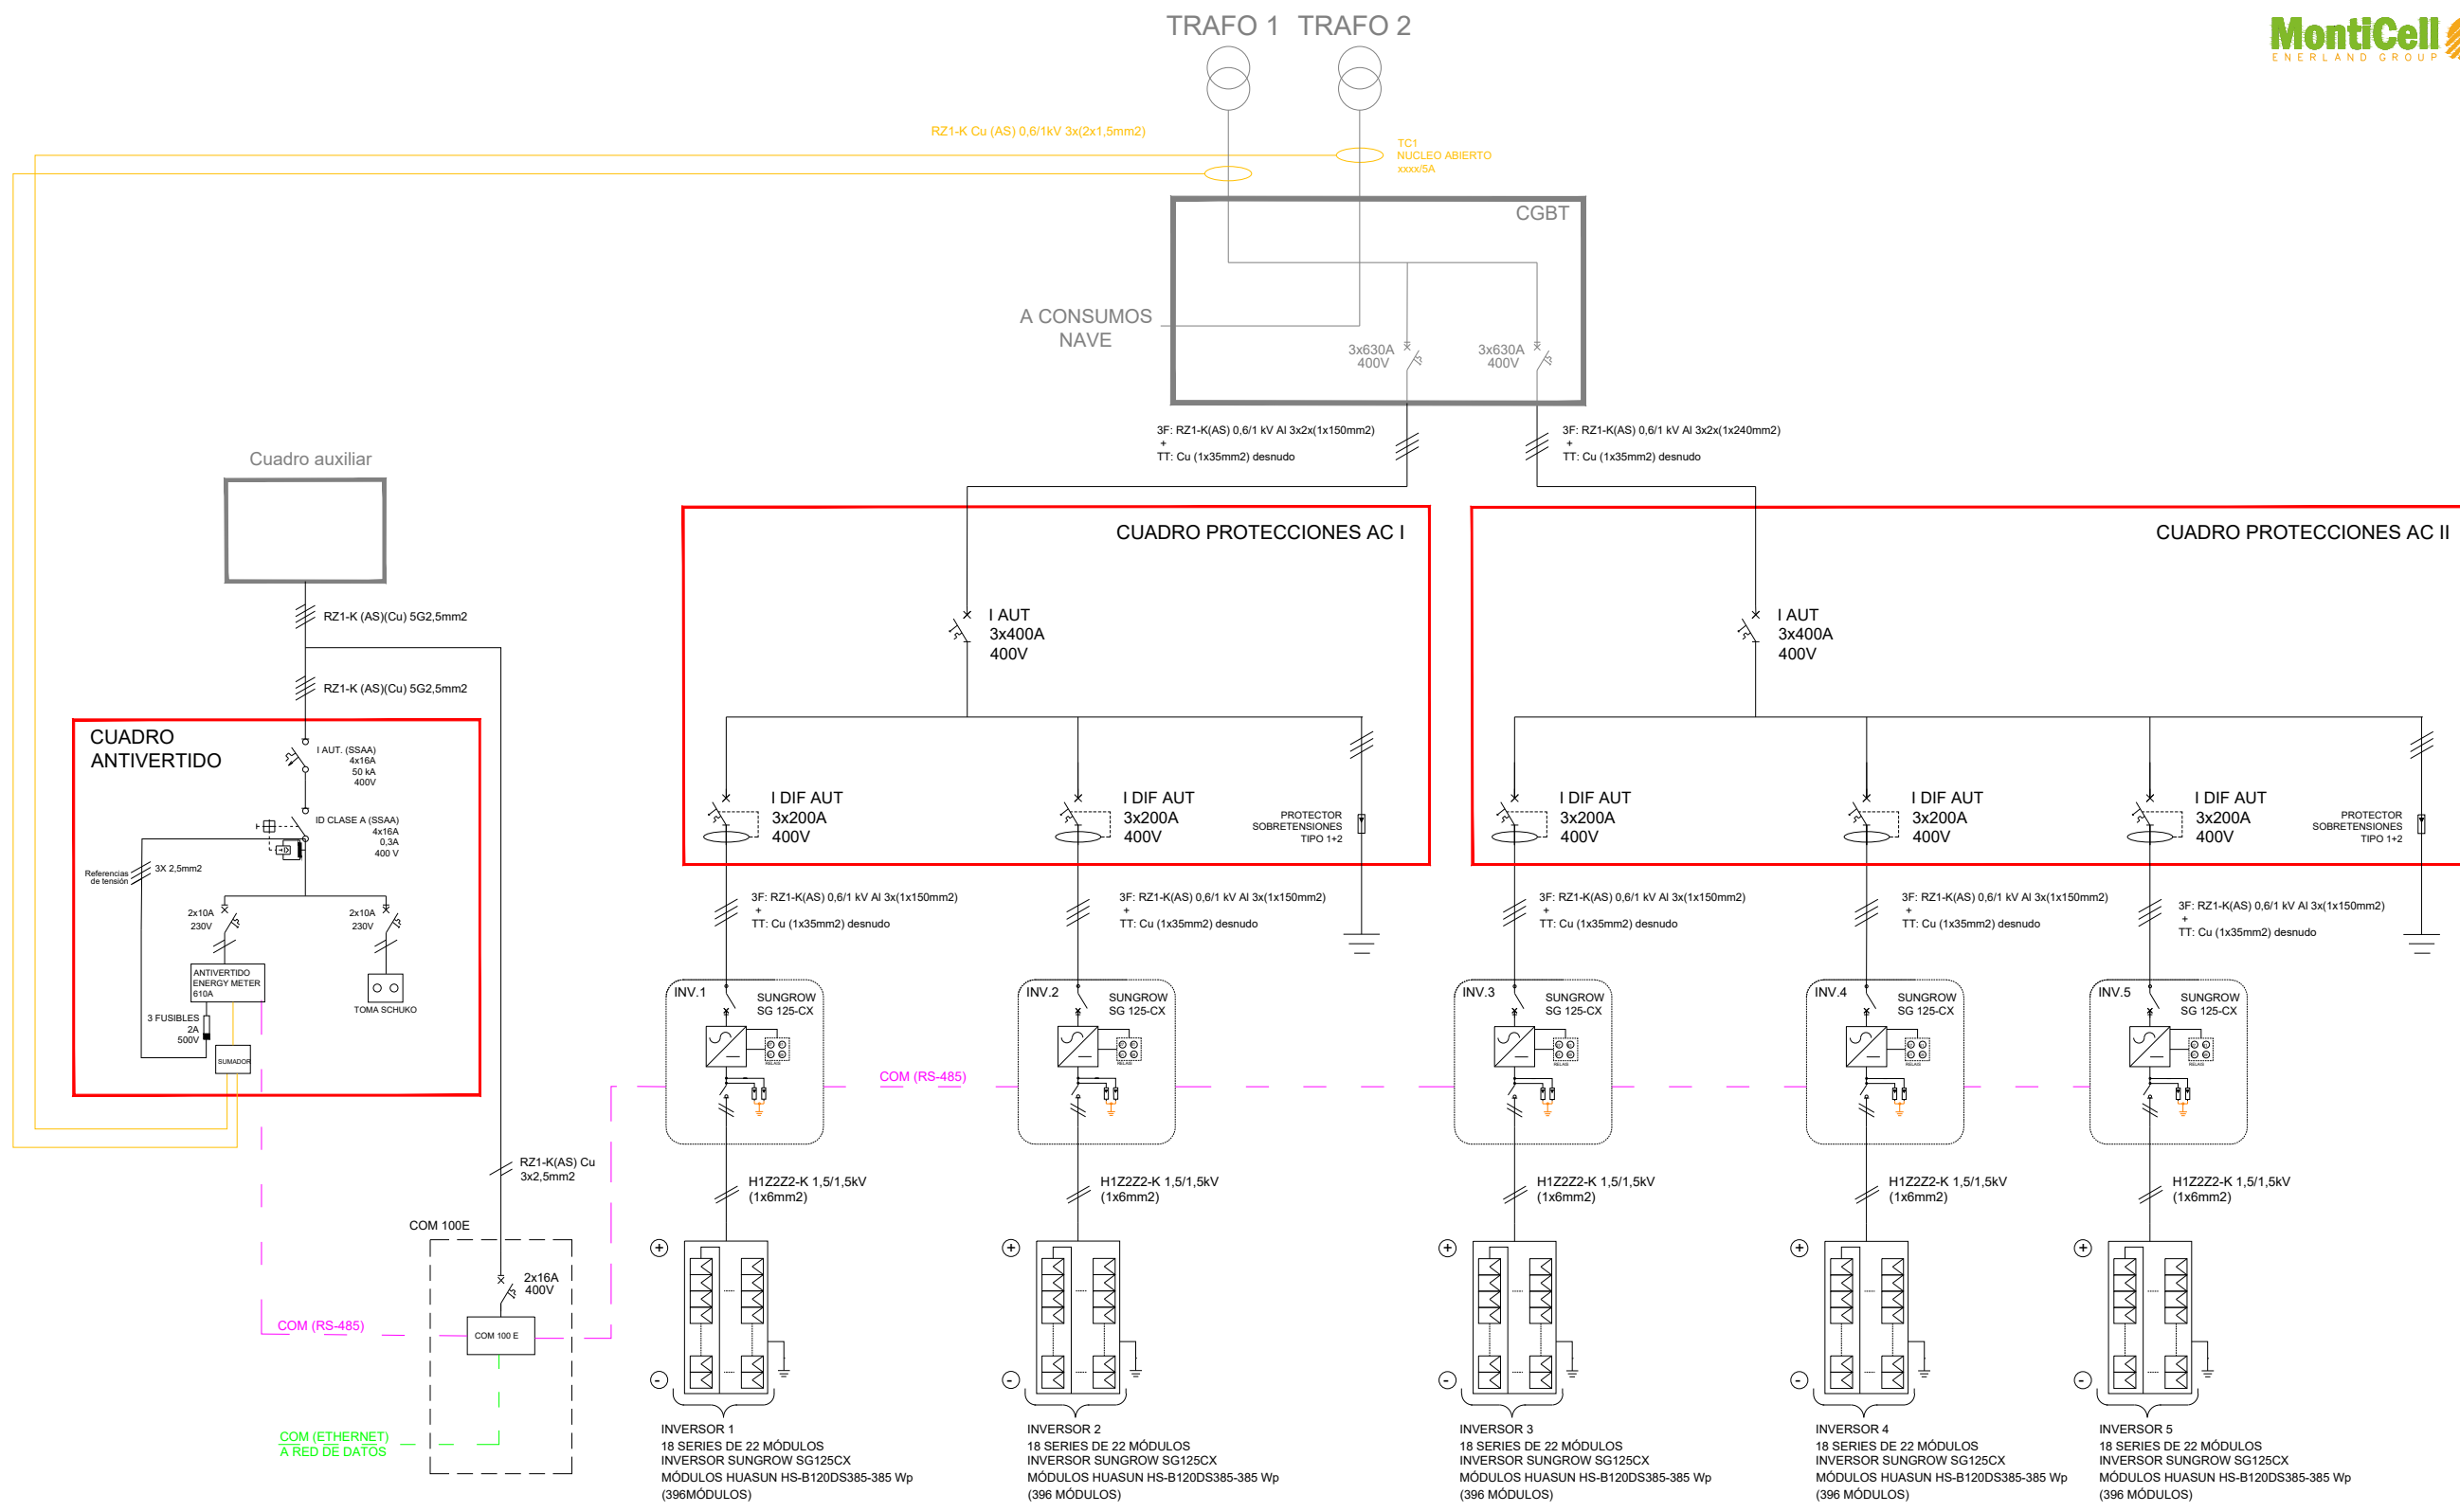 TRAFO 1 TRAFO 2
MontiCell
ENERLAND GROUP
RZ1-K Cu (AS) 0,6/1kV 3x(2x1,5mm2)
TC1
NUCLEO ABIERTO
xxxx/5A
CGBT
A CONSUMOS
NAVE
3x630A
400V
3x630A
400V
3F: RZ1-K(AS) 0,6/1 kV Al 3x2x(1x150mm2)
+
TT: Cu (1x35mm2) desnudo
3F: RZ1-K(AS) 0,6/1 kV Al 3x2x(1x240mm2)
+
TT: Cu (1x35mm2) desnudo
Cuadro auxiliar
RZ1-K (AS)(Cu) 5G2,5mm2
RZ1-K (AS)(Cu) 5G2,5mm2
CUADRO
ANTIVERTIDO
I AUT. (SSAA)
4x16A
50 kA
400V
ID CLASE A (SSAA)
4x16A
0,3A
400 V
Referencias
de tensión
3X 2,5mm2
2x10A
230V
2x10A
230V
ANTIVERTIDO
ENERGY METER
610A
TOMA SCHUKO
3 FUSIBLES
2A
500V
SUMADOR
RZ1-K(AS) Cu
3x2,5mm2
COM 100E
2x16A
400V
COM 100 E
COM (RS-485)
COM (ETHERNET)
A RED DE DATOS
CUADRO PROTECCIONES AC I
I AUT
3x400A
400V
I DIF AUT
3x200A
400V
I DIF AUT
3x200A
400V
PROTECTOR
SOBRETENSIONES
TIPO 1+2
CUADRO PROTECCIONES AC II
I AUT
3x400A
400V
I DIF AUT
3x200A
400V
I DIF AUT
3x200A
400V
I DIF AUT
3x200A
400V
PROTECTOR
SOBRETENSIONES
TIPO 1+2
3F: RZ1-K(AS) 0,6/1 kV Al 3x(1x150mm2)
+
TT: Cu (1x35mm2) desnudo
3F: RZ1-K(AS) 0,6/1 kV Al 3x(1x150mm2)
+
TT: Cu (1x35mm2) desnudo
3F: RZ1-K(AS) 0,6/1 kV Al 3x(1x150mm2)
+
TT: Cu (1x35mm2) desnudo
3F: RZ1-K(AS) 0,6/1 kV Al 3x(1x150mm2)
+
TT: Cu (1x35mm2) desnudo
3F: RZ1-K(AS) 0,6/1 kV Al 3x(1x150mm2)
+
TT: Cu (1x35mm2) desnudo
INV.1
SUNGROW
SG 125-CX
RELAIS
INV.2
SUNGROW
SG 125-CX
RELAIS
INV.3
SUNGROW
SG 125-CX
RELAIS
INV.4
SUNGROW
SG 125-CX
RELAIS
INV.5
SUNGROW
SG 125-CX
RELAIS
COM (RS-485)
H1Z2Z2-K 1,5/1,5kV
(1x6mm2)
H1Z2Z2-K 1,5/1,5kV
(1x6mm2)
H1Z2Z2-K 1,5/1,5kV
(1x6mm2)
H1Z2Z2-K 1,5/1,5kV
(1x6mm2)
H1Z2Z2-K 1,5/1,5kV
(1x6mm2)
INVERSOR 1
18 SERIES DE 22 MÓDULOS
INVERSOR SUNGROW SG125CX
MÓDULOS HUASUN HS-B120DS385-385 Wp
(396MÓDULOS)
INVERSOR 2
18 SERIES DE 22 MÓDULOS
INVERSOR SUNGROW SG125CX
MÓDULOS HUASUN HS-B120DS385-385 Wp
(396 MÓDULOS)
INVERSOR 3
18 SERIES DE 22 MÓDULOS
INVERSOR SUNGROW SG125CX
MÓDULOS HUASUN HS-B120DS385-385 Wp
(396 MÓDULOS)
INVERSOR 4
18 SERIES DE 22 MÓDULOS
INVERSOR SUNGROW SG125CX
MÓDULOS HUASUN HS-B120DS385-385 Wp
(396 MÓDULOS)
INVERSOR 5
18 SERIES DE 22 MÓDULOS
INVERSOR SUNGROW SG125CX
MÓDULOS HUASUN HS-B120DS385-385 Wp
(396 MÓDULOS)